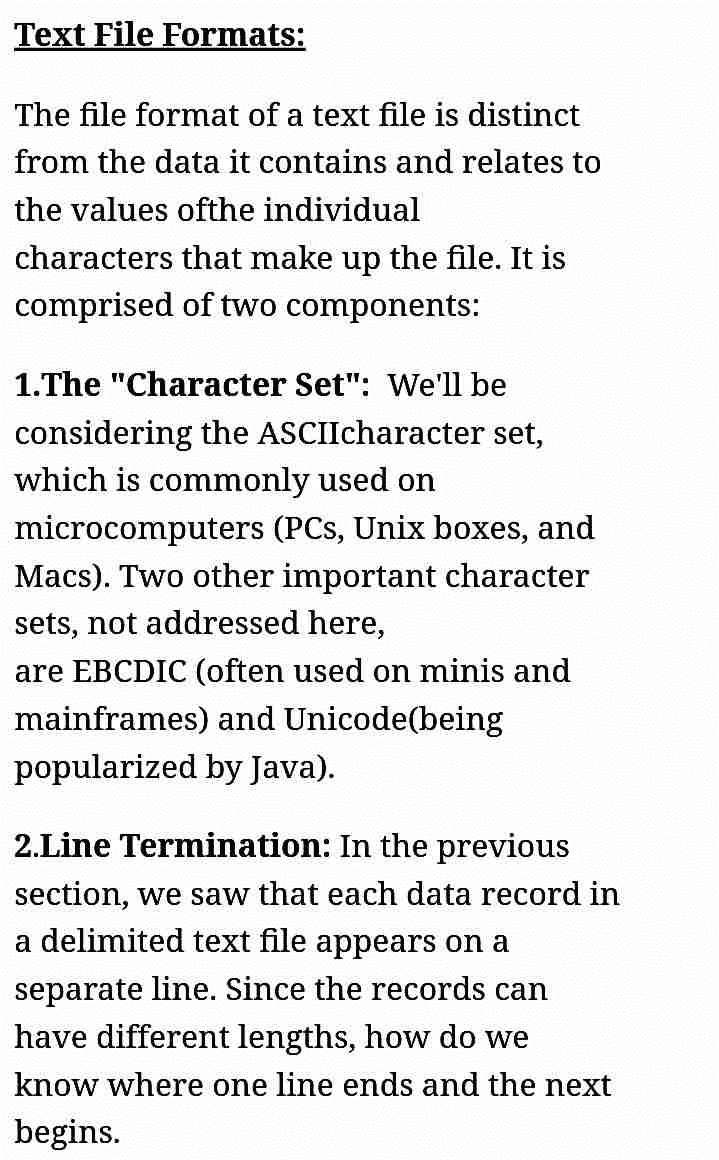 Text File Formats:
The file format of a text file is distinct
from the data it contains and relates to
the values ofthe individual
characters that make up the file. It is
comprised of two components:
1.The "Character Set":  We'll be
considering the ASCIIcharacter set,
which is commonly used on
microcomputers (PCs, Unix boxes, and
Macs). Two other important character
sets, not addressed here,
are EBCDIC (often used on minis and
mainframes) and Unicode(being
popularized by Java).
2.Line Termination: In the previous
section, we saw that each data record in
a delimited text file appears on a
separate line. Since the records can
have different lengths, how do we
know where one line ends and the next
begins.